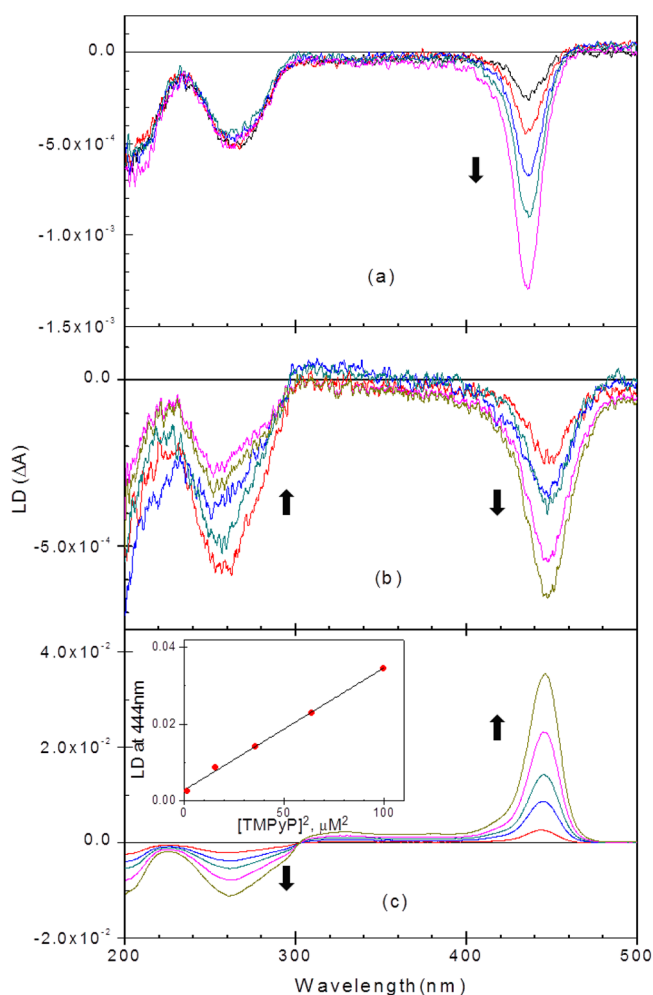 0.0
-5.0x10⁻⁴
-1.0x10⁻³
-1.5x10⁻³
(a)
0.0
-5.0x10⁻⁴
(b)
LD (ΔA)
4.0x10⁻²
2.0x10⁻²
0.0
-2.0x10⁻²
0.04
0.02
0.00
LD at 444nm
0 50 100
[TMPyP]², μM²
(c)
200 300 400 500
Wavelength(nm)